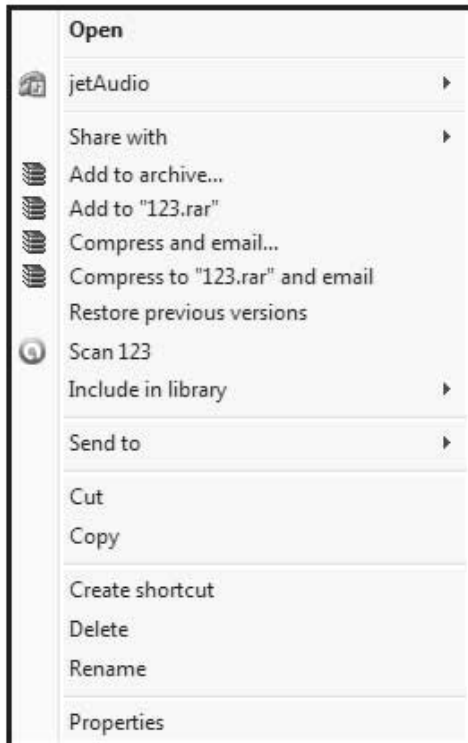 Open
jetAudio
Share with
Add to archive...
Add to "123.rar"
Compress and email...
Compress to "123.rar" and email
Restore previous versions
Scan 123
Include in library
Send to
Cut
Copy
Create shortcut
Delete
Rename
Properties